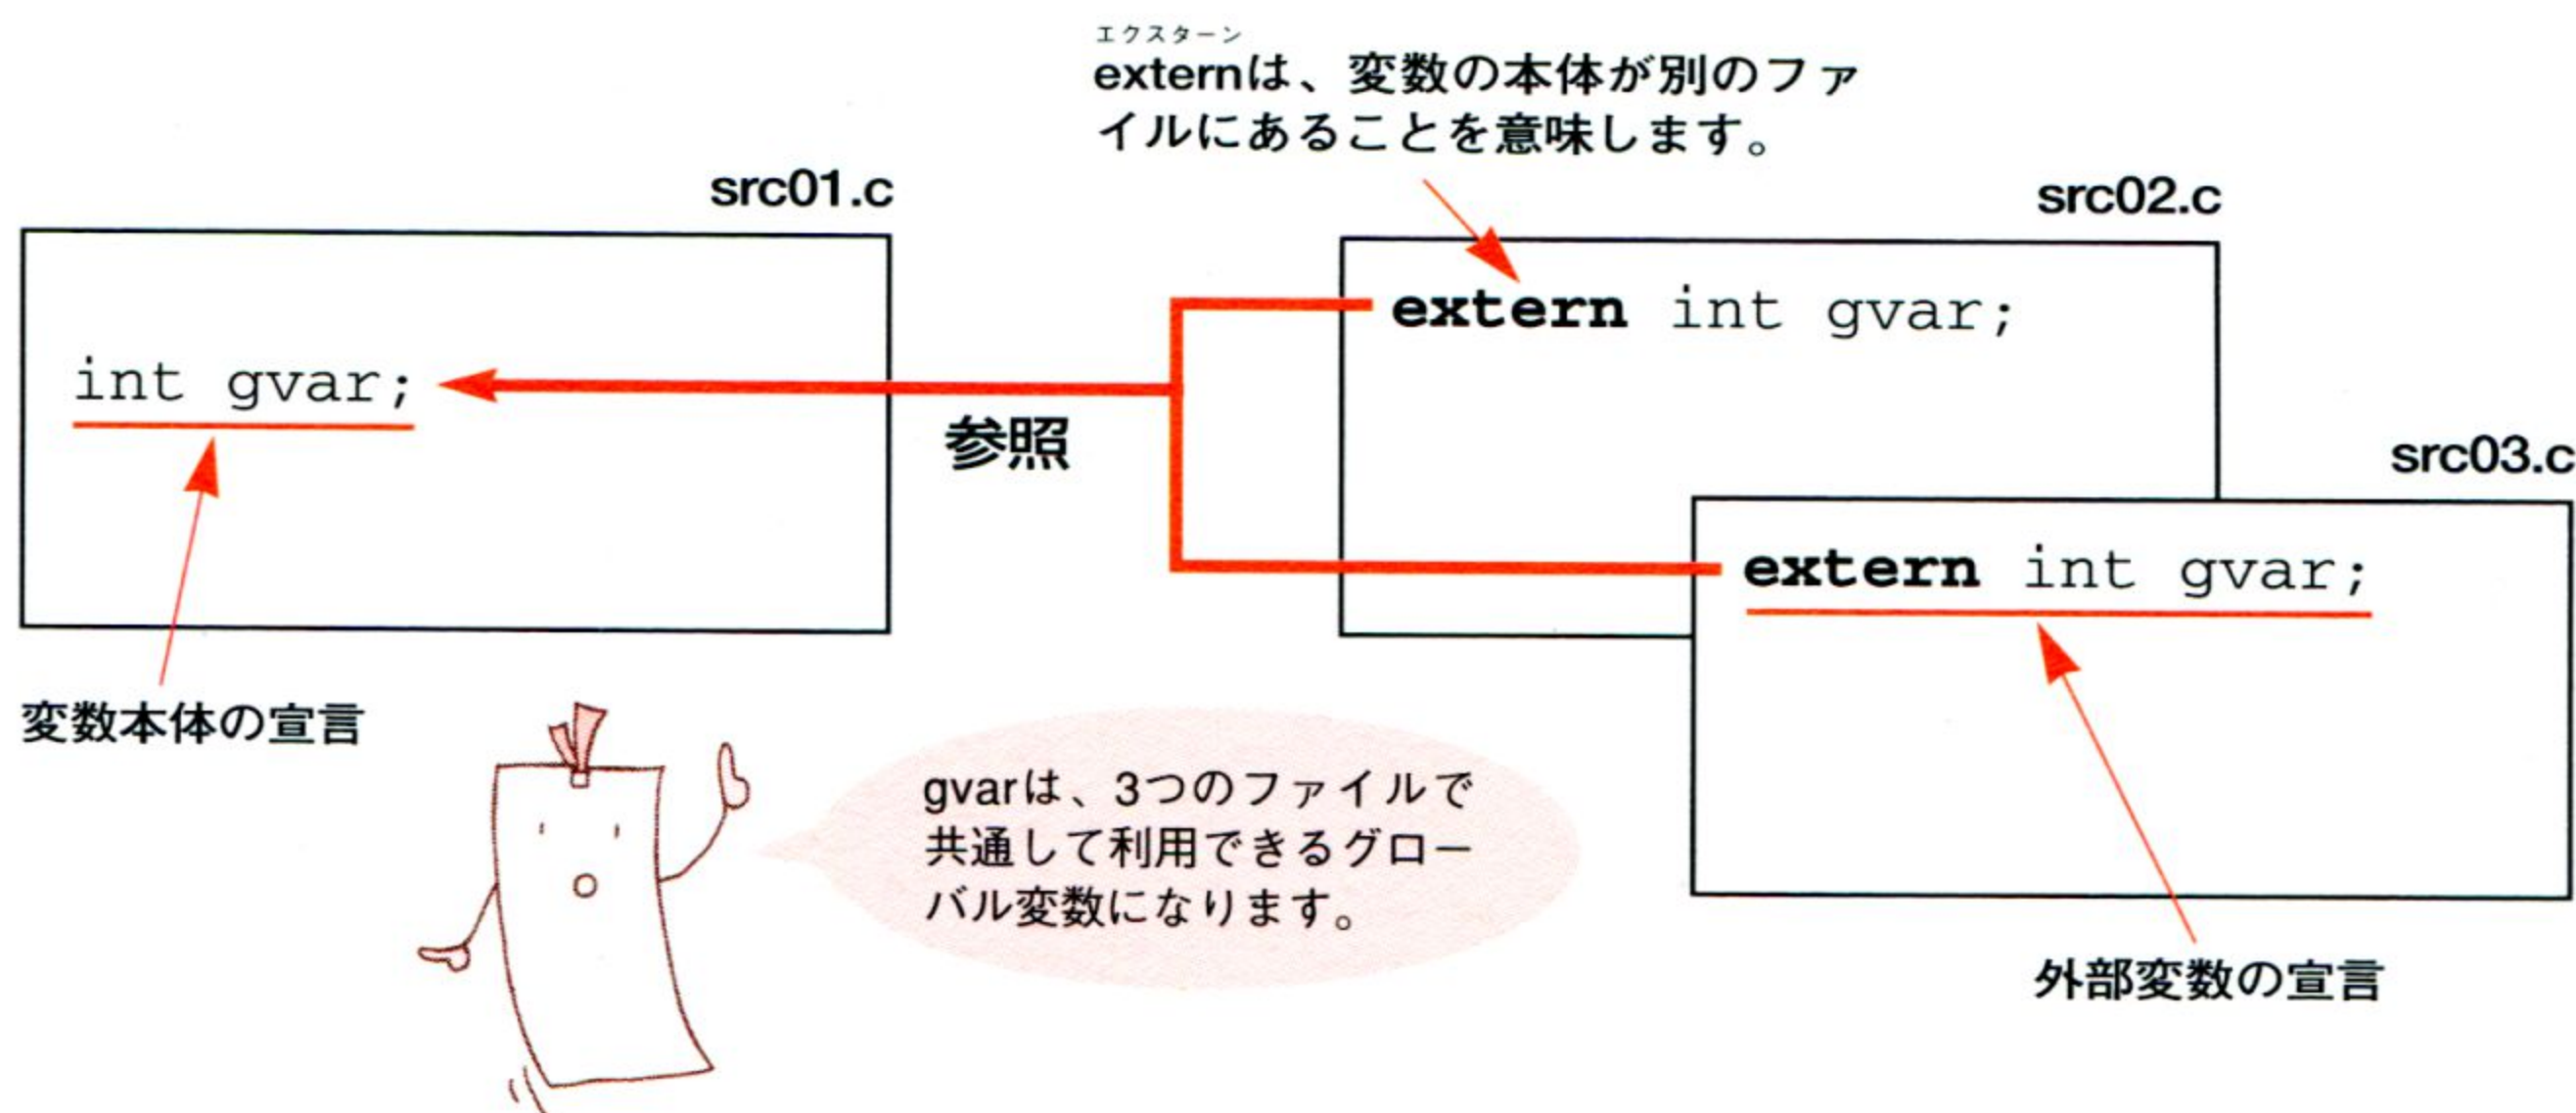 エクスターン
externは、変数の本体が別のファ
イルにあることを意味します。
src01.c
src02.c
extern int gvar;
int gvar;
参照
src03.c
extern int gvar;
変数本体の宣言
gvarは、3つのファイルで
共通して利用できるグロー
バル変数になります。
外部変数の宣言